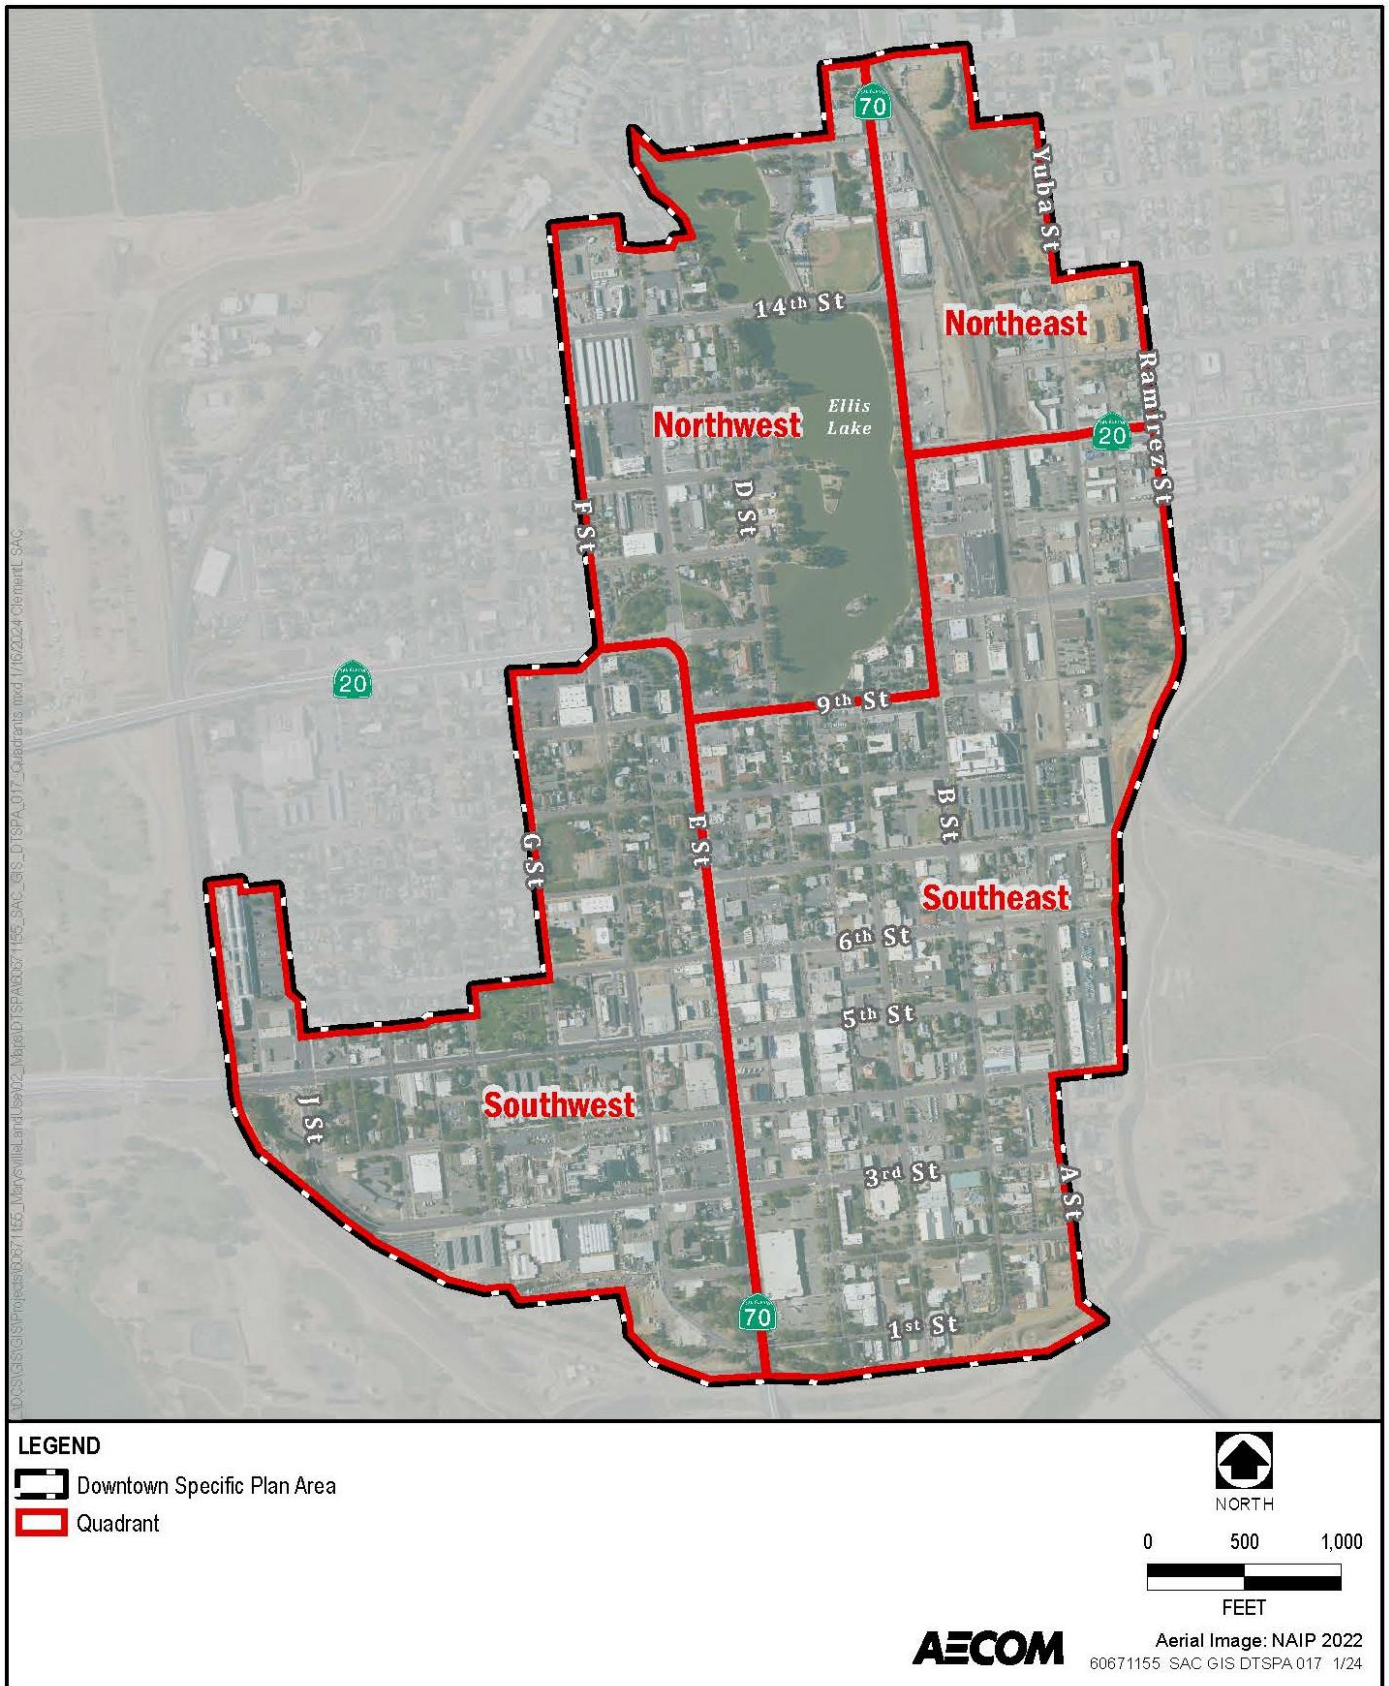 70
Yuba St
14th St
Northeast
Ramirez St
Ellis
Lake
Northwest
20
D St
F St
20
9th St
B St
E St
G St
Southeast
6th St
5th St
J St
Southwest
3rd St
A St
70
1st St
LEGEND
Downtown Specific Plan Area
Quadrant
NORTH
0 500 1,000
FEET
AECOM
Aerial Image: NAIP 2022
60671155 SAC GIS DTSPA 017 1/24